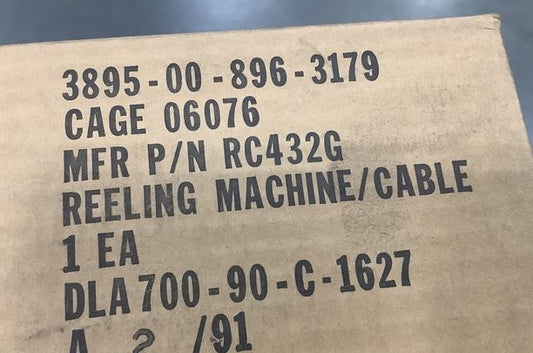 3895-00-896-3179
CAGE 06076
MFR P/N RC432G
REELING MACHINE/CABLE
1 EA
DLA700-90-C-1627
A 2 /91